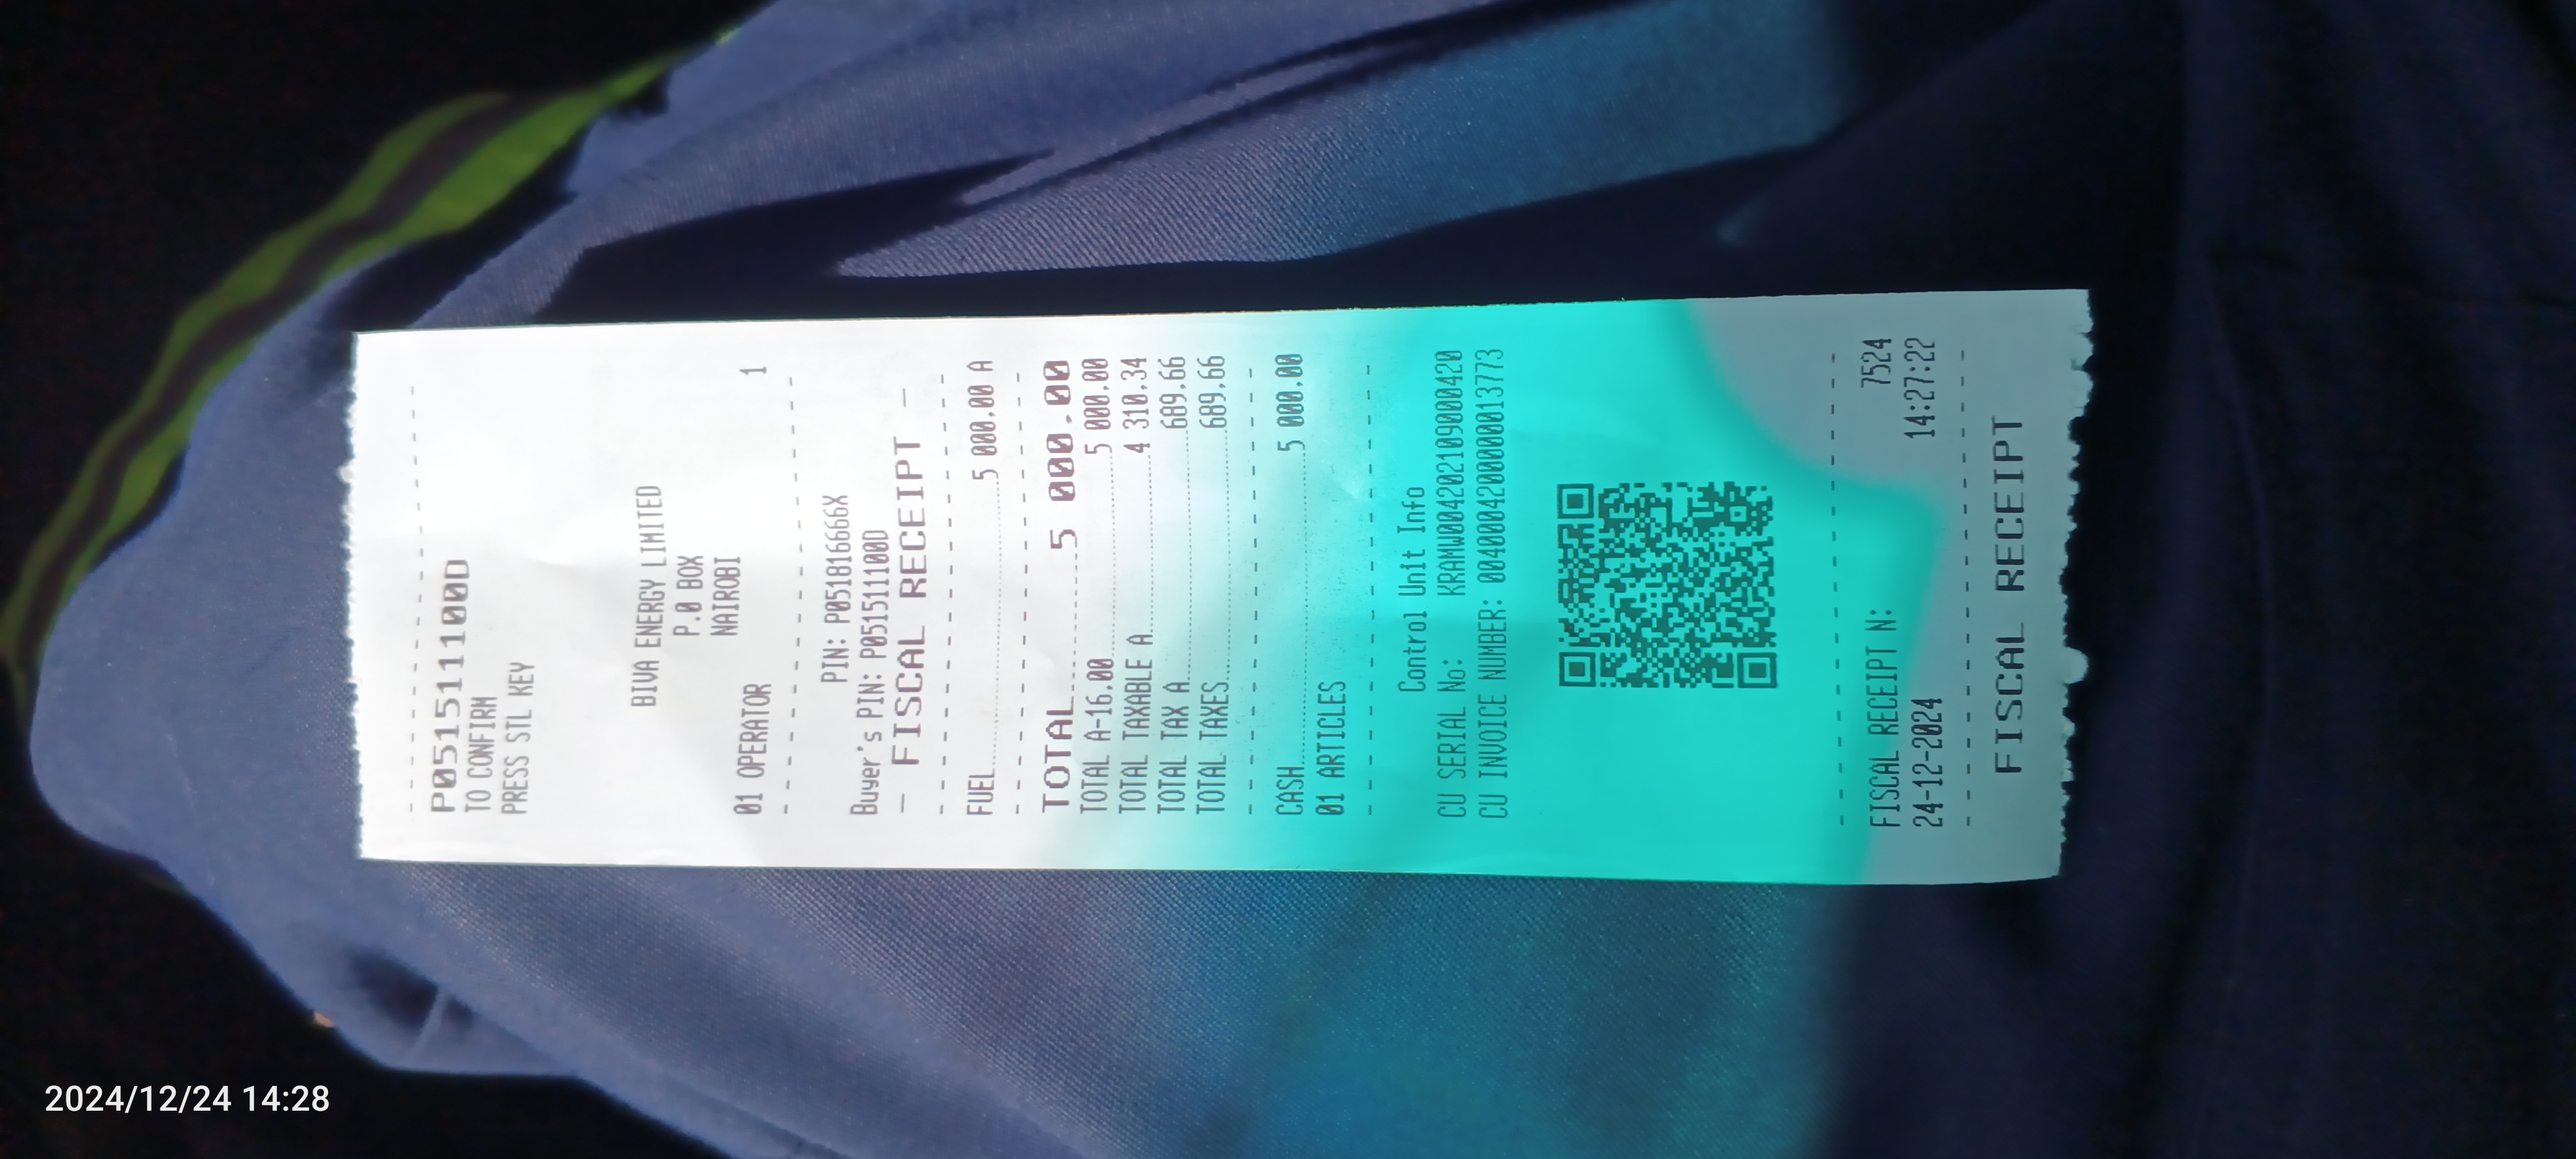 P051511100D
TO CONFIRM
PRESS STL KEY
BIVA ENERGY LIMITED
P.O BOX
NAIROBI
01 OPERATOR 1
PIN: P051816666X
Buyer's PIN: P051511100D
— FISCAL RECEIPT —
FUEL 5 000.00 A
TOTAL 5 000.00
TOTAL A-16.00 5 000.00
TOTAL TAXABLE A 4 310.34
TOTAL TAX A 689.66
TOTAL TAXES 689.66
CASH 5 000.00
01 ARTICLES
Control Unit Info
CU SERIAL No: KRAMW004202109000420
CU INVOICE NUMBER: 0040004200000013773
FISCAL RECEIPT N: 7524
24-12-2024 14:27:22
FISCAL RECEIPT
2024/12/24 14:28